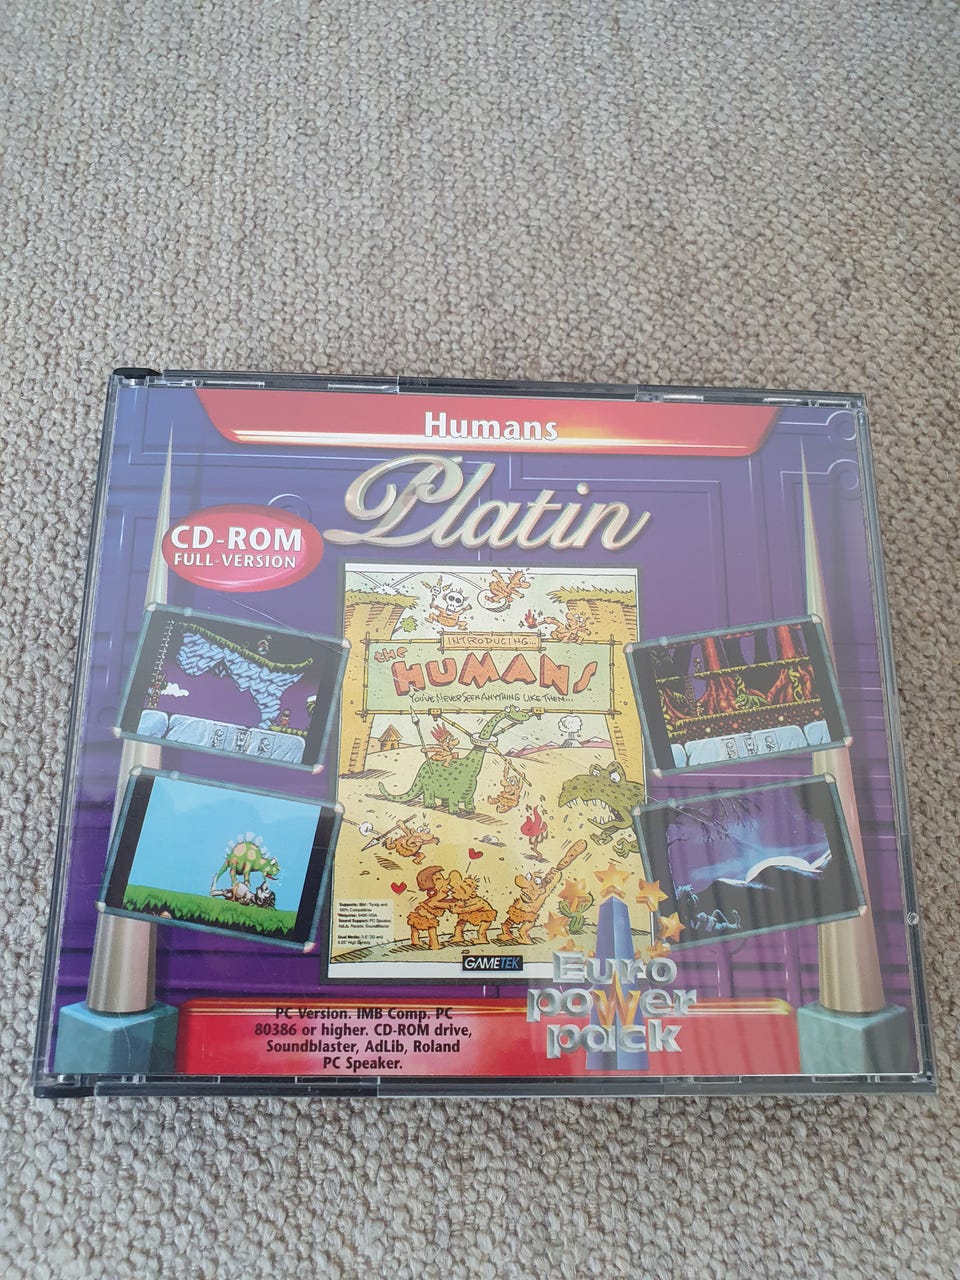 Humans
Platin
CD-ROM
FULL-VERSION
INTRODUCING...
the
HUMANS
YOU'VE NEVER SEEN ANYTHING LIKE THEM...
GAMETEK
Euro
power
pack
PC Version. IMB Comp. PC
80386 or higher. CD-ROM drive,
Soundblaster, AdLib, Roland
PC Speaker.